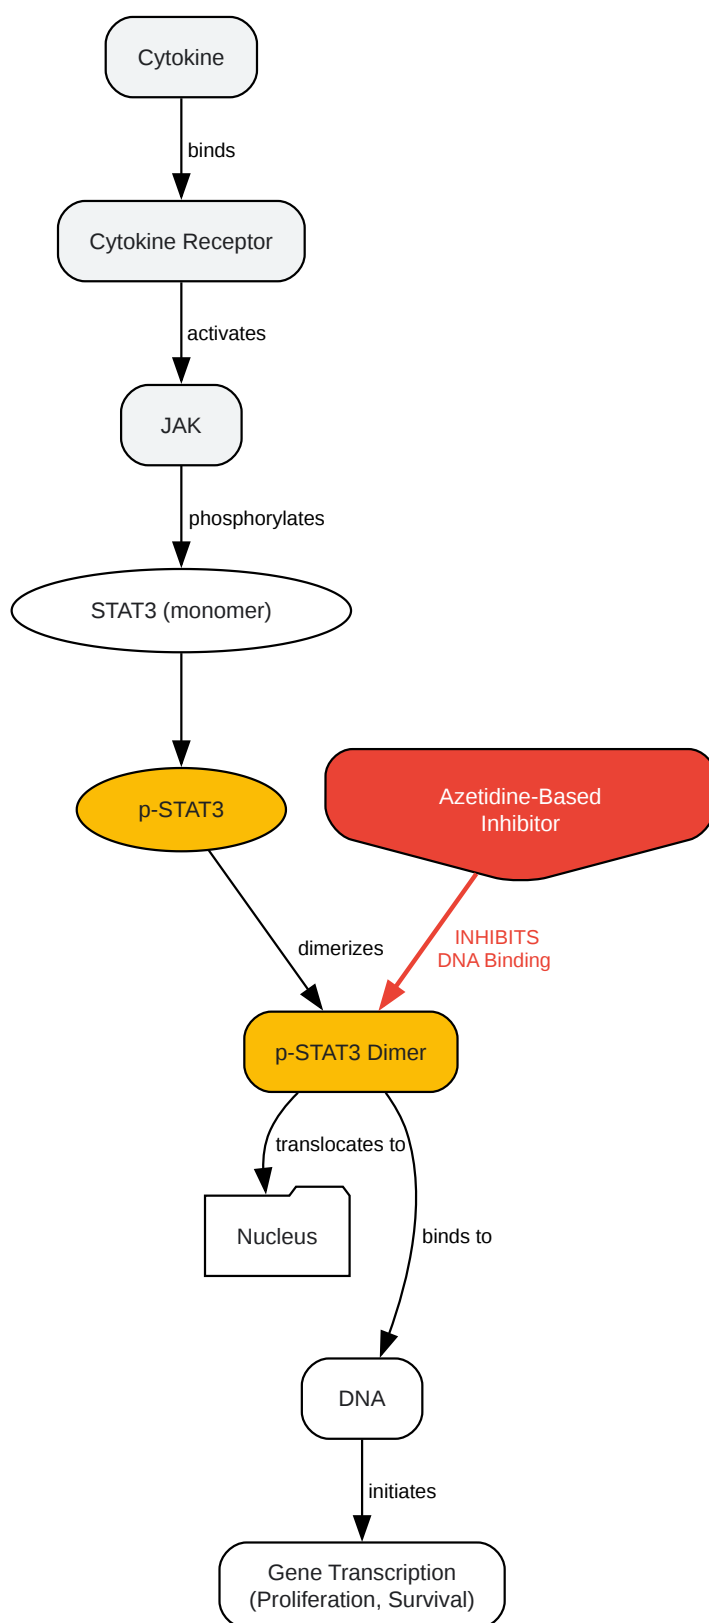 Cytokine
binds
Cytokine Receptor
activates
JAK
phosphorylates
STAT3 (monomer)
p-STAT3
Azetidine-Based
Inhibitor
dimerizes
INHIBITS
DNA Binding
p-STAT3 Dimer
translocates to
Nucleus
binds to
DNA
initiates
Gene Transcription
(Proliferation, Survival)